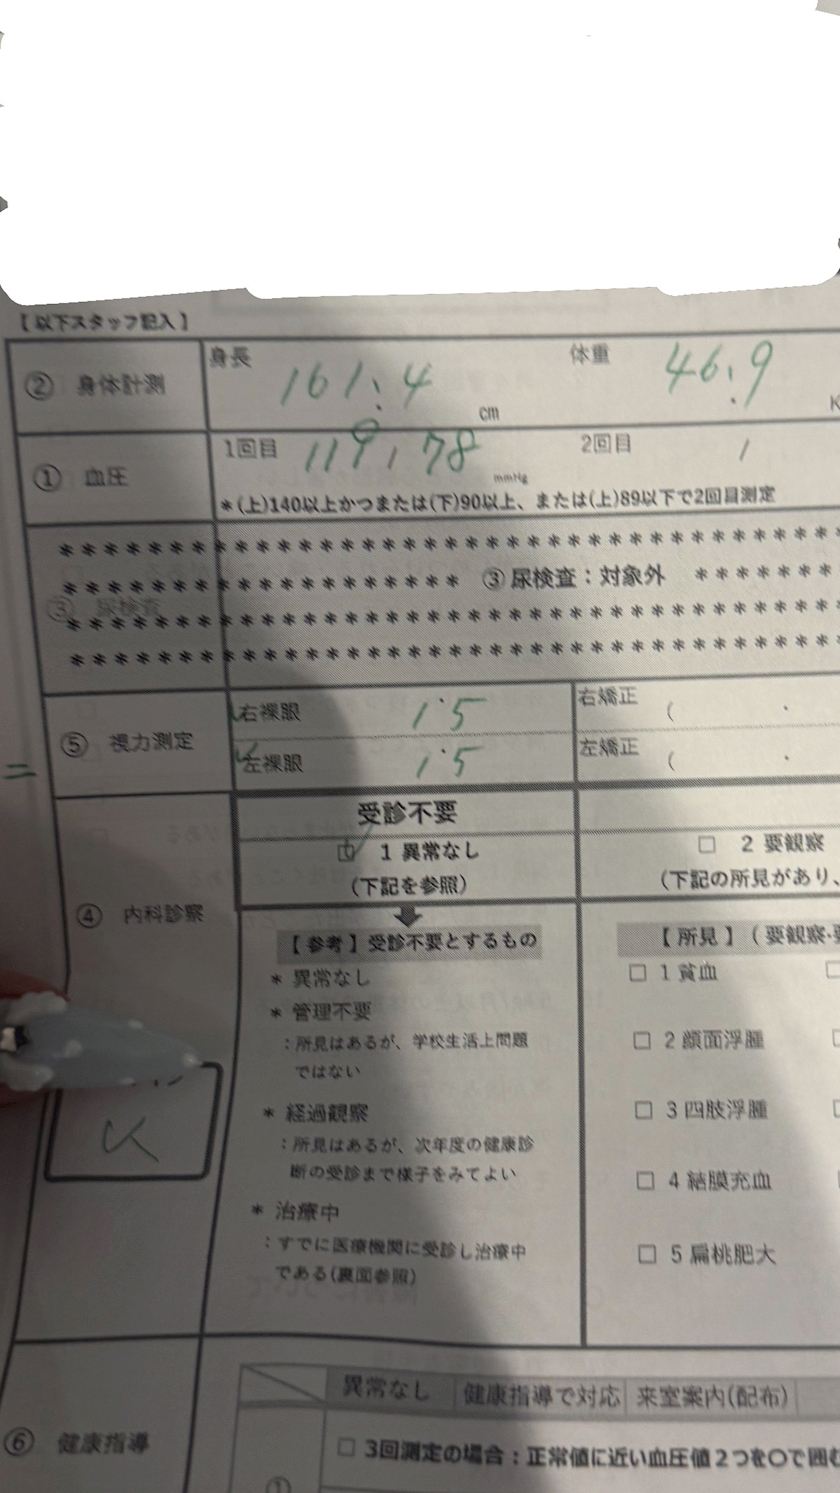 【 以下スタッフ記入 】
② 身体計測
身長 161.4 cm
体重 46.9 K
① 血圧
1回目 119/78 mmHg
2回目 /
*(上)140以上かつまたは(下)90以上、または(上)89以下で2回目測定
* * * * * * * * * * * * * * * * * * * * * * * * * * * * *
* * * * * * * * * * * * * * * ③ 尿検査：対象外 * * * * * *
③ 尿検査
* * * * * * * * * * * * * * * * * * * * * * * * * * * * *
* * * * * * * * * * * * * * * * * * * * * * * * * * * * *
⑤ 視力測定
右裸眼 1.5
右矯正 ( .
左裸眼 1.5
左矯正 ( .
④ 内科診察
受診不要
☑ 1 異常なし
(下記を参照)
□ 2 要観察
(下記の所見があり、
【 参考 】 受診不要とするもの
* 異常なし
* 管理不要
：所見はあるが、学校生活上問題
ではない
* 経過観察
：所見はあるが、次年度の健康診
断の受診まで様子をみてよい
* 治療中
：すでに医療機関に受診し治療中
である(裏面参照)
【 所見 】 ( 要観察・
□ 1 貧血
□ 2 顔面浮腫
□ 3 四肢浮腫
□ 4 結膜充血
□ 5 扁桃肥大
⑥ 健康指導
異常なし
健康指導で対応
来室案内(配布)
①
□ 3回測定の場合：正常値に近い血圧値2つを〇で囲む